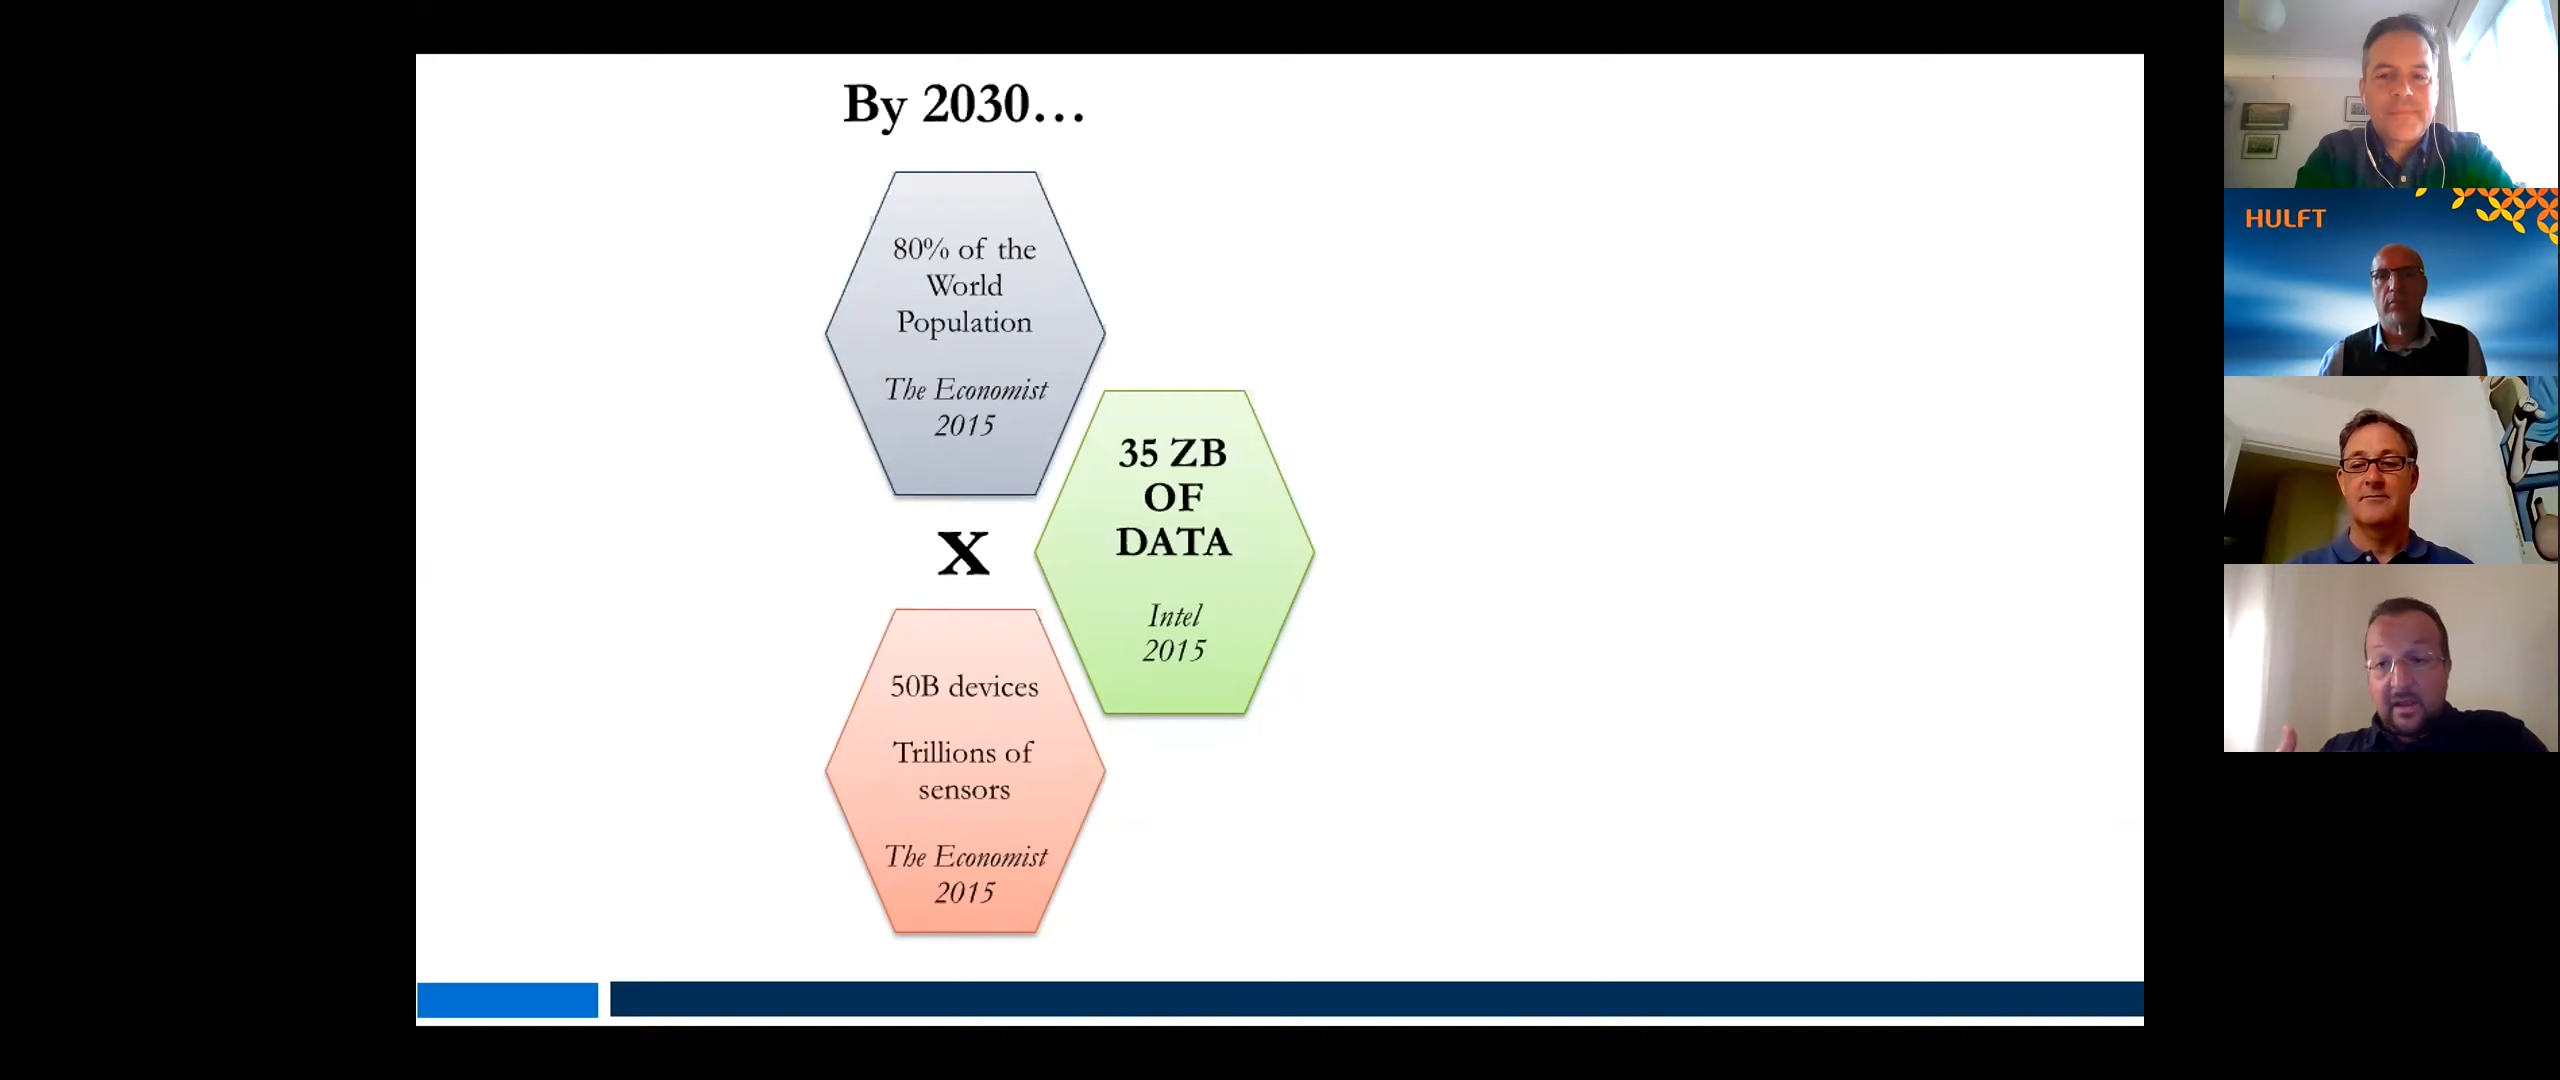 By 2030…
80% of the
World
Population
The Economist
2015
X
35 ZB
OF
DATA
Intel
2015
50B devices
Trillions of
sensors
The Economist
2015
HULFT